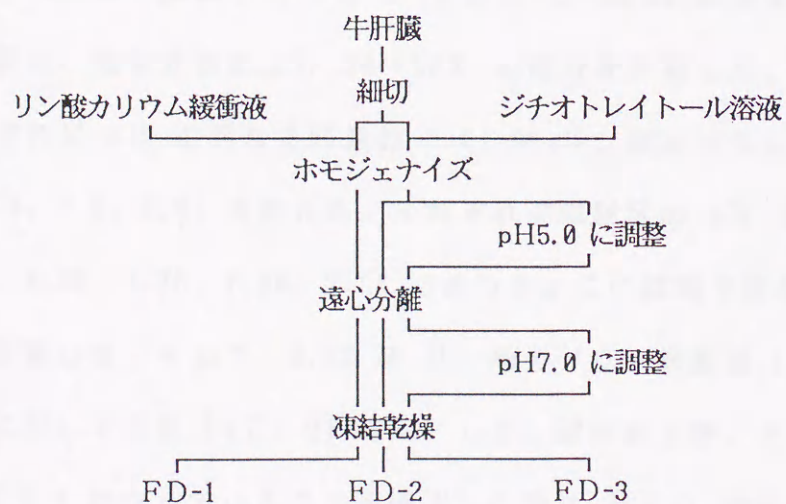 牛肝臓
細切
リン酸カリウム緩衝液 ジチオトレイトール溶液
ホモジェナイズ
pH5.0 に調整
遠心分離
pH7.0 に調整
凍結乾燥
FD-1 FD-2 FD-3